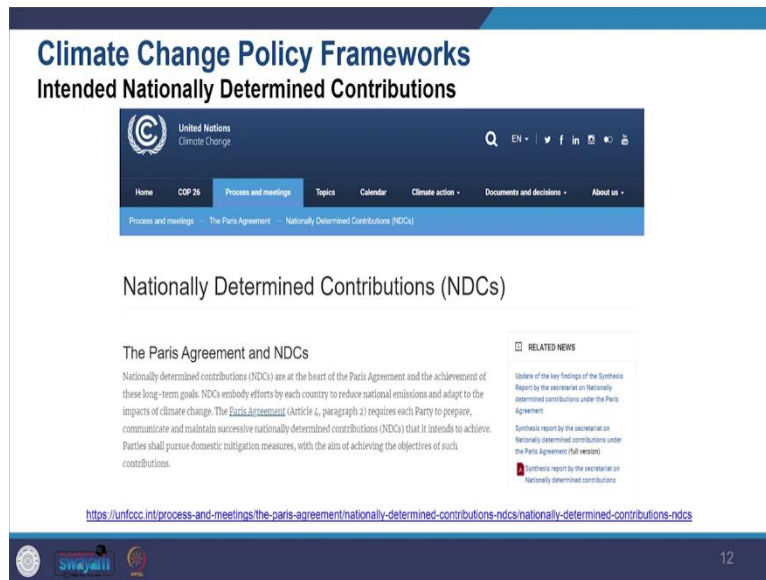 Climate Change Policy Frameworks
Intended Nationally Determined Contributions
United Nations
Climate Change
EN
Home COP 26 Process and meetings Topics Calendar Climate action Documents and decisions About us
Process and meetings — The Paris Agreement — Nationally Determined Contributions (NDCs)
Nationally Determined Contributions (NDCs)
The Paris Agreement and NDCs
Nationally determined contributions (NDCs) are at the heart of the Paris Agreement and the achievement of
these long-term goals. NDCs embody efforts by each country to reduce national emissions and adapt to the
impacts of climate change. The Paris Agreement (Article 4, paragraph 2) requires each Party to prepare,
communicate and maintain successive nationally determined contributions (NDCs) that it intends to achieve.
Parties shall pursue domestic mitigation measures, with the aim of achieving the objectives of such
contributions.
RELATED NEWS
Update of the key findings of the Synthesis
Report by the secretariat on Nationally
determined contributions under the Paris
Agreement
Synthesis report by the secretariat on
Nationally determined contributions under
the Paris Agreement (full version)
Synthesis report by the secretariat on
Nationally determined contributions
https://unfccc.int/process-and-meetings/the-paris-agreement/nationally-determined-contributions-ndcs/nationally-determined-contributions-ndcs
swayam
12